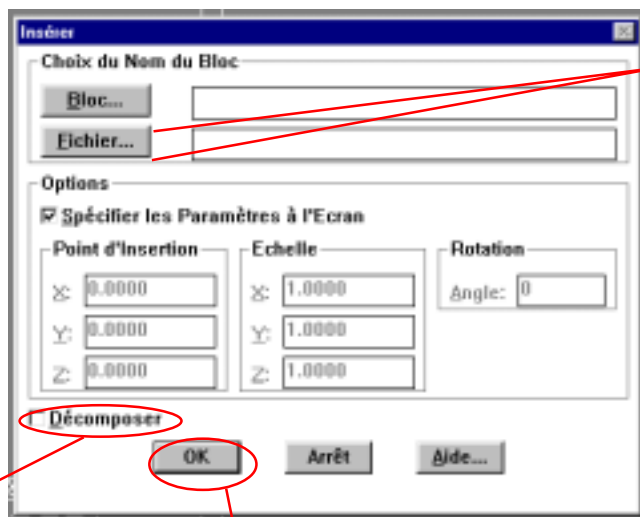 Insérer
Choix du Nom du Bloc
Bloc...
Fichier...
Options
Spécifier les Paramètres à l'Ecran
Point d'Insertion Echelle Rotation
X: 0.0000 X: 1.0000 Angle: 0
Y: 0.0000 Y: 1.0000
Z: 0.0000 Z: 1.0000
Décomposer
OK Arrêt Aide...